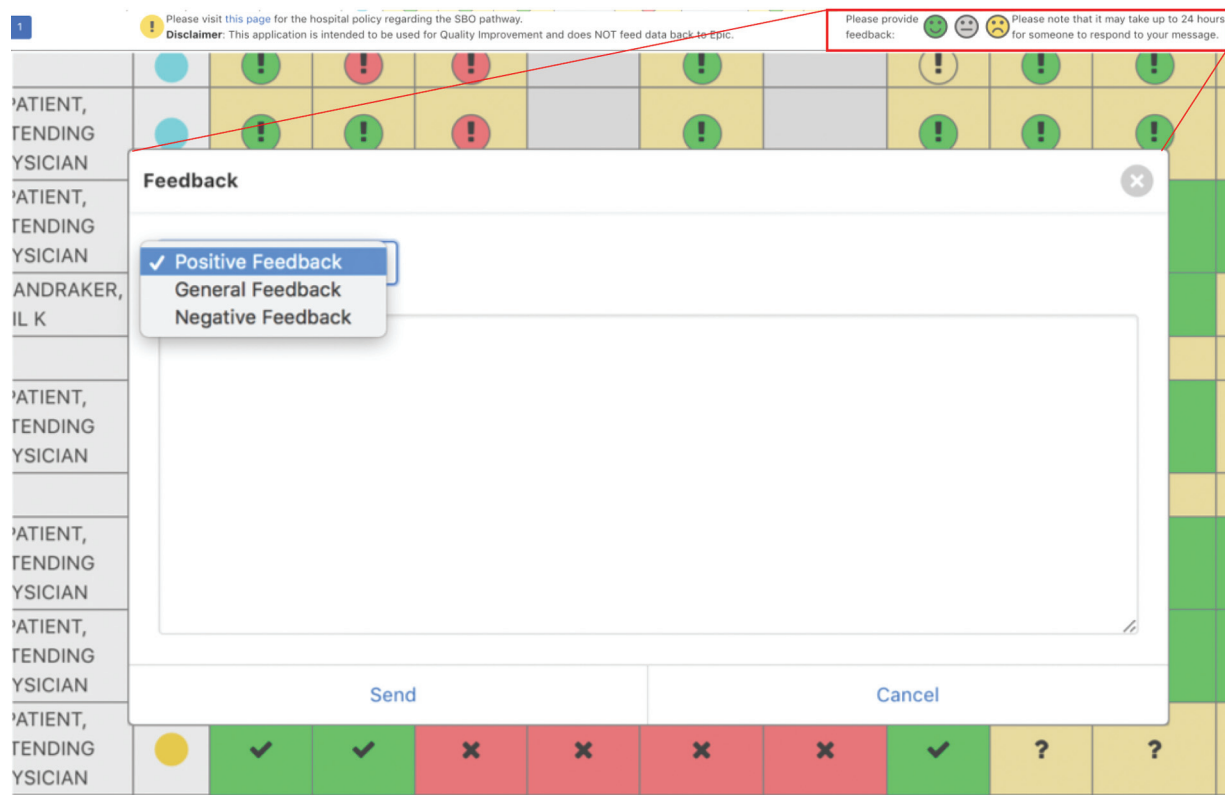 1
Please visit this page for the hospital policy regarding the SBO pathway.
Disclaimer: This application is intended to be used for Quality Improvement and does NOT feed data back to Epic.
Please provide
feedback:
Please note that it may take up to 24 hours
for someone to respond to your message.
PATIENT,
TENDING
YSICIAN
PATIENT,
TENDING
YSICIAN
ANDRAKER,
IL K
PATIENT,
TENDING
YSICIAN
PATIENT,
TENDING
YSICIAN
PATIENT,
TENDING
YSICIAN
PATIENT,
TENDING
YSICIAN
Feedback
✓ Positive Feedback
General Feedback
Negative Feedback
Send
Cancel
? ?